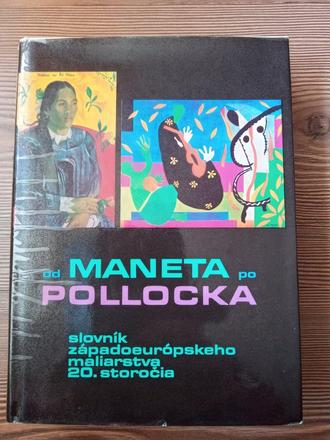 od MANETA po
POLLOCKA
slovník
západoeurópskeho
maliarstva
20. storočia